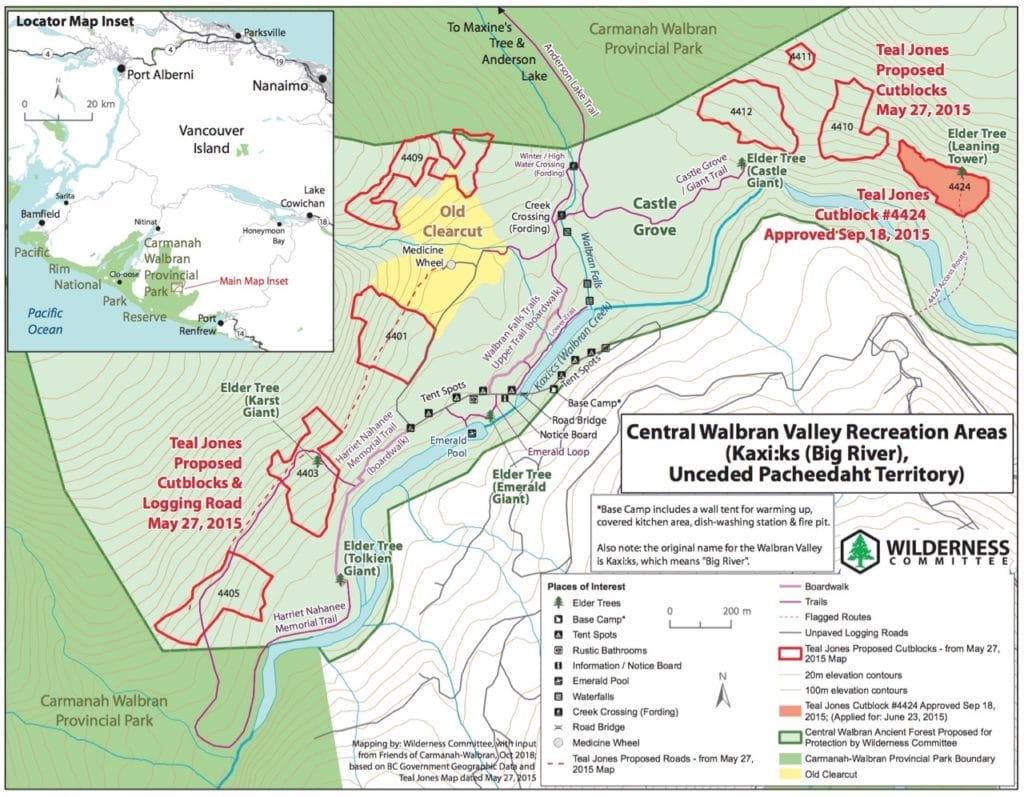 Locator Map Inset
Parksville
4
4
19
Port Alberni
Nanaimo
N
0 20 km
Vancouver
Island
Sarita
Bamfield
Nitinat
Lake
Cowichan
18
Honeymoon
Bay
Pacific
Rim
National
Park
Reserve
Clo-oose
Carmanah
Walbran
Provincial
Park
Main Map Inset
Pacific
Ocean
Port
Renfrew
14
To Maxine's
Tree &
Anderson
Lake
Anderson Lake Trail
Carmanah Walbran
Provincial Park
4411
4412
4410
Teal Jones
Proposed
Cutblocks
May 27, 2015
Elder Tree
(Leaning
Tower)
4424
Teal Jones
Cutblock #4424
Approved Sep 18, 2015
4424 Access Route
4409
Old
Clearcut
Medicine
Wheel
Winter / High
Water Crossing
(Fording)
Creek
Crossing
(Fording)
Castle Grove
/ Giant Trail
Elder Tree
(Castle
Giant)
Castle
Grove
Walbran Falls
4401
Walbran Falls Trails
Upper Trail (boardwalk)
Lower Trail
Kaxi:cs (Walbran Creek)
Tent Spots
Tent Spots
Base Camp*
Road Bridge
Notice Board
Emerald Loop
Emerald
Pool
Elder Tree
(Emerald
Giant)
Elder Tree
(Karst
Giant)
Harriet Nahanee
Memorial Trail
(boardwalk)
Teal Jones
Proposed
Cutblocks &
Logging Road
May 27, 2015
4403
4405
Elder Tree
(Tolkien
Giant)
Harriet Nahanee
Memorial Trail
Carmanah Walbran
Provincial Park
Central Walbran Valley Recreation Areas
(Kaxi:ks (Big River),
Unceded Pacheedaht Territory)
*Base Camp includes a wall tent for warming up,
covered kitchen area, dish-washing station & fire pit.
Also note: the original name for the Walbran Valley
is Kaxi:ks, which means "Big River".
WILDERNESS
COMMITTEE
Places of Interest
Elder Trees
Base Camp*
Tent Spots
Rustic Bathrooms
Information / Notice Board
Emerald Pool
Waterfalls
Creek Crossing (Fording)
Road Bridge
Medicine Wheel
Teal Jones Proposed Roads - from May 27,
2015 Map
0 200 m
N
Boardwalk
Trails
Flagged Routes
Unpaved Logging Roads
Teal Jones Proposed Cutblocks - from May 27,
2015 Map
20m elevation contours
100m elevation contours
Teal Jones Cutblock #4424 Approved Sep 18,
2015; (Applied for: June 23, 2015)
Central Walbran Ancient Forest Proposed for
Protection by Wilderness Committee
Carmanah-Walbran Provincial Park Boundary
Old Clearcut
Mapping by: Wilderness Committee, with input
from Friends of Carmanah-Walbran, Oct 2018;
based on BC Government Geographic Data and
Teal Jones Map dated May 27, 2015